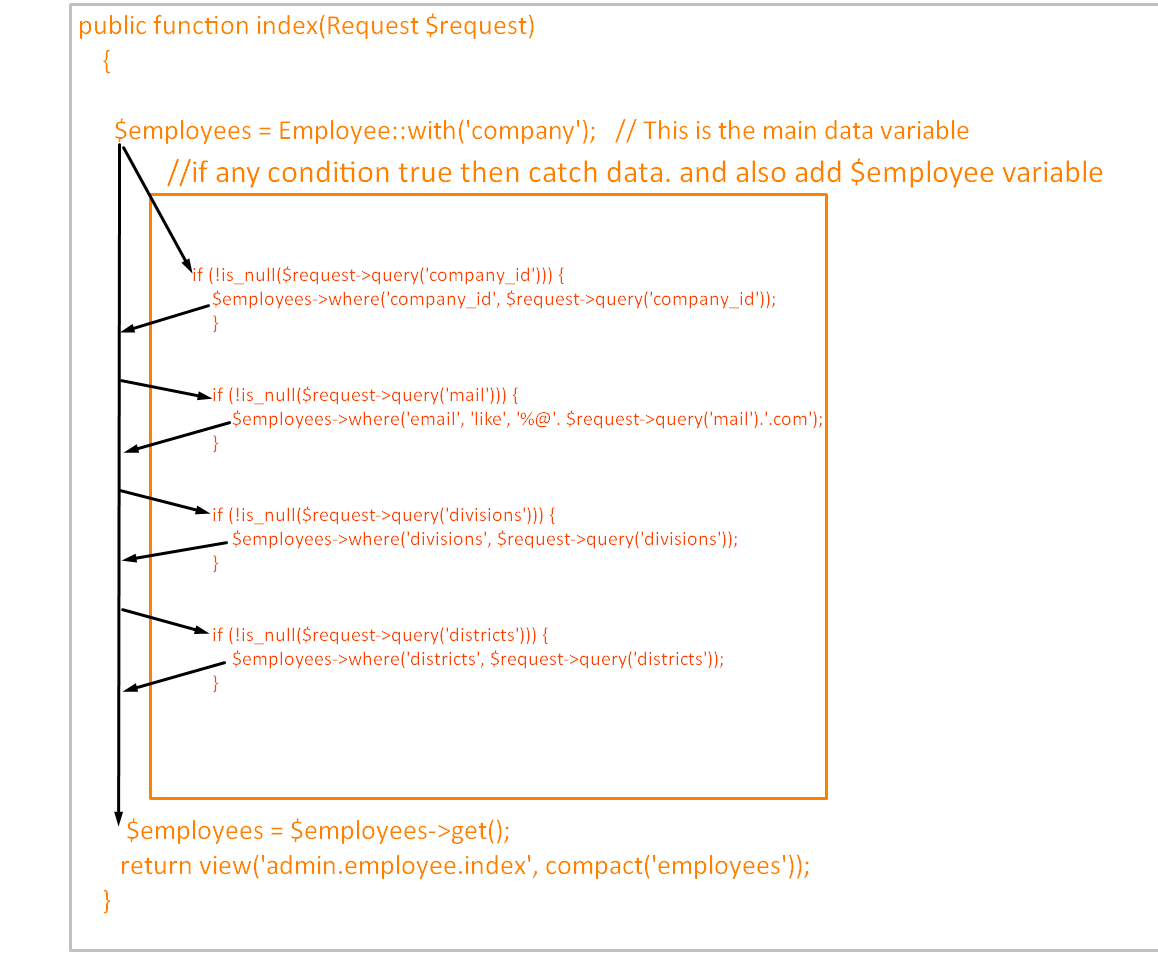 public function index(Request $request)
{
$employees = Employee::with('company');   // This is the main data variable
//if any condition true then catch data. and also add $employee variable
if (!is_null($request->query('company_id'))) {
$employees->where('company_id', $request->query('company_id'));
}
if (!is_null($request->query('mail'))) {
$employees->where('email', 'like', '%@'. $request->query('mail').'.com');
}
if (!is_null($request->query('divisions'))) {
$employees->where('divisions', $request->query('divisions'));
}
if (!is_null($request->query('districts'))) {
$employees->where('districts', $request->query('districts'));
}
$employees = $employees->get();
return view('admin.employee.index', compact('employees'));
}